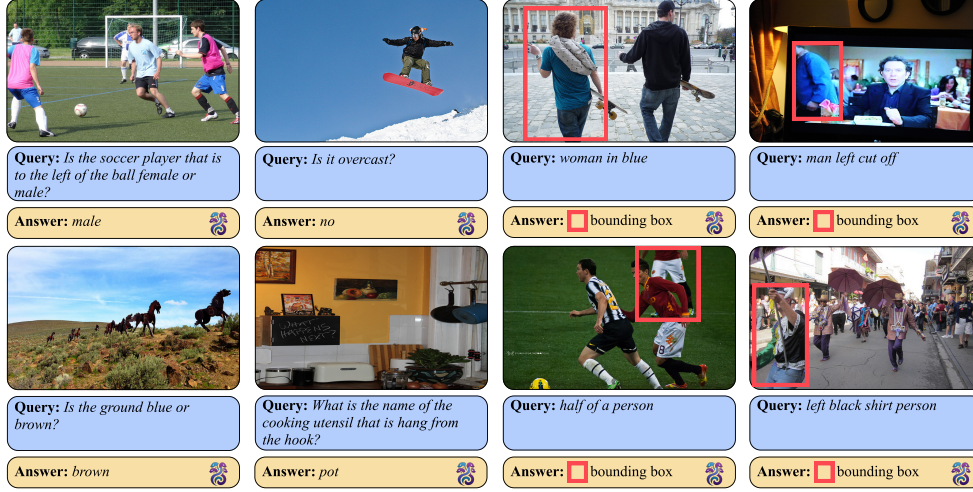 Query: Is the soccer player that is
to the left of the ball female or
male?
Answer: male
Query: Is it overcast?
Answer: no
Query: woman in blue
Answer: bounding box
Query: man left cut off
Answer: bounding box
WHAT
HAPPENS
NEXT
Query: Is the ground blue or
brown?
Answer: brown
Query: What is the name of the
cooking utensil that is hang from
the hook?
Answer: pot
Query: half of a person
Answer: bounding box
Query: left black shirt person
Answer: bounding box